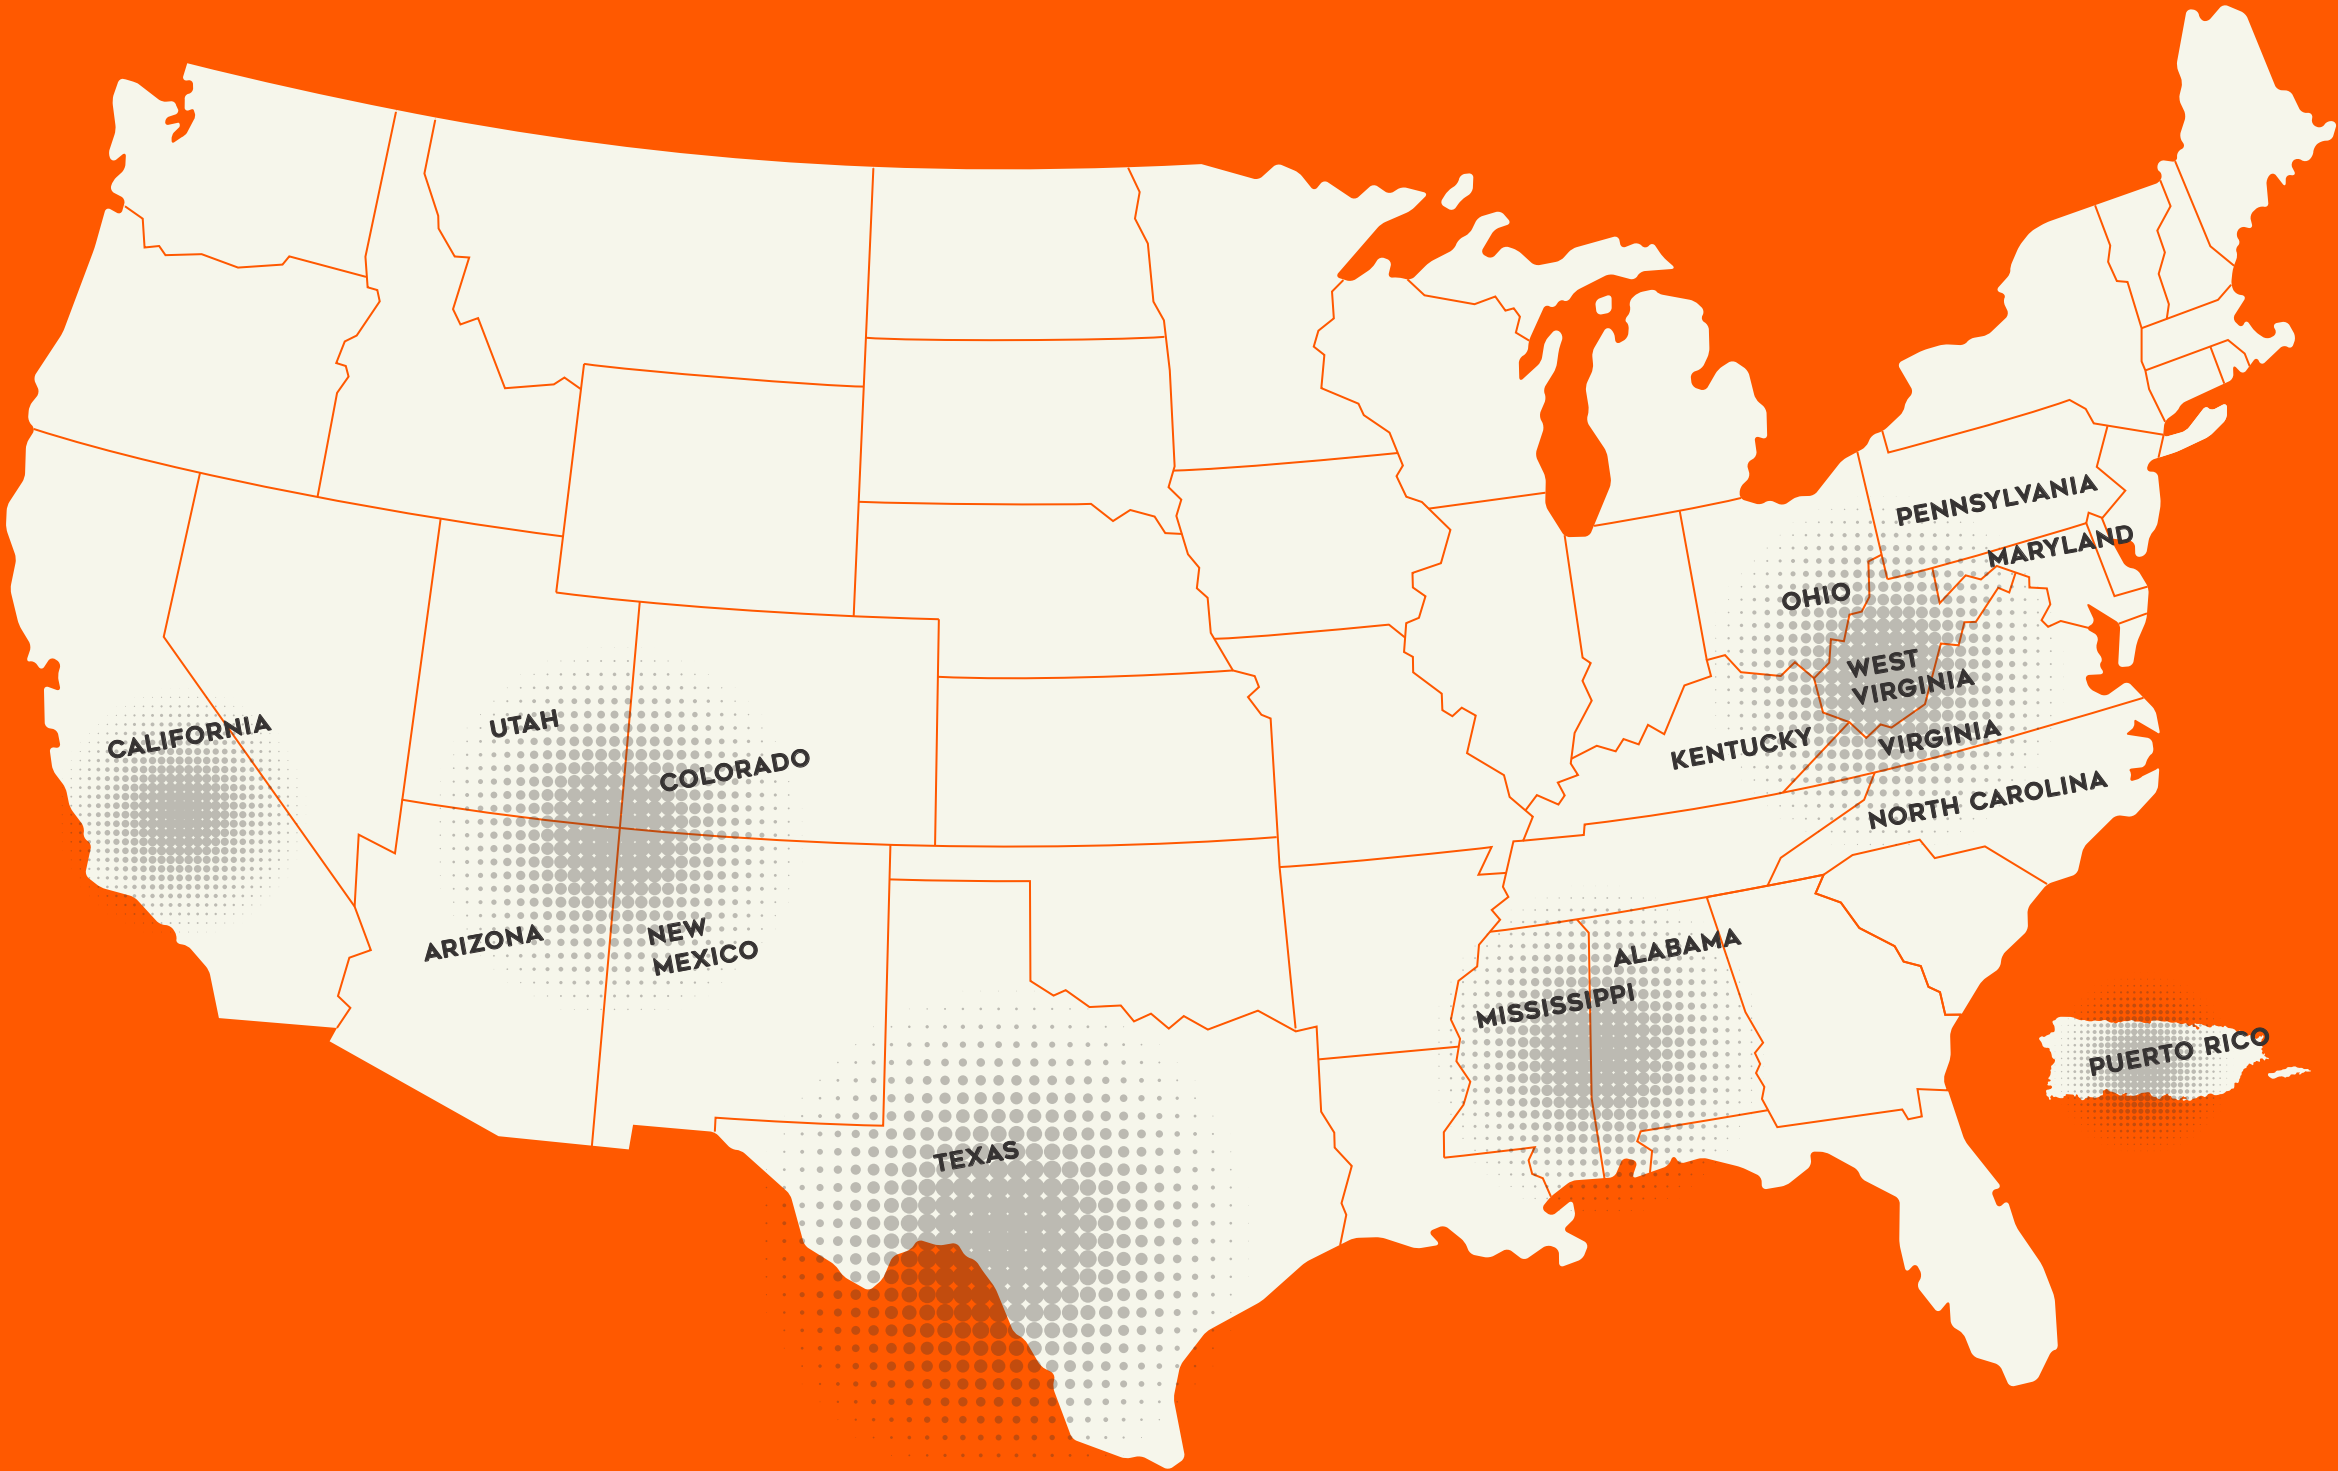 PENNSYLVANIA
MARYLAND
OHIO
WEST
VIRGINIA
KENTUCKY
VIRGINIA
NORTH CAROLINA
CALIFORNIA
UTAH
COLORADO
ARIZONA
NEW
MEXICO
ALABAMA
MISSISSIPPI
PUERTO RICO
TEXAS